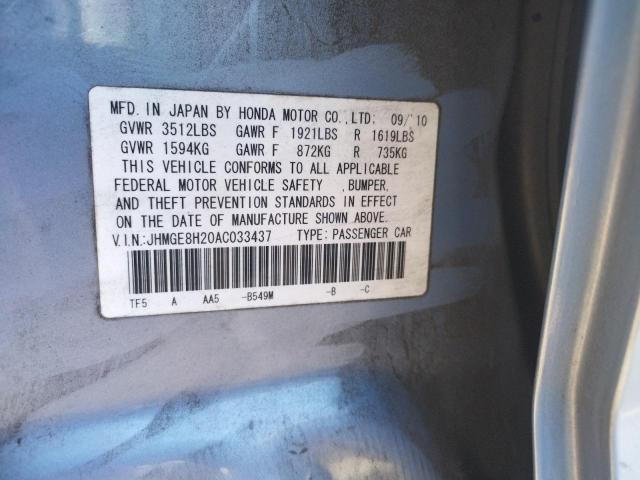 MFD. IN JAPAN BY HONDA MOTOR CO.,LTD: 09/'10
GVWR 3512LBS GAWR F 1921LBS R 1619LBS
GVWR 1594KG GAWR F 872KG R 735KG
THIS VEHICLE CONFORMS TO ALL APPLICABLE
FEDERAL MOTOR VEHICLE SAFETY ,BUMPER,
AND THEFT PREVENTION STANDARDS IN EFFECT
ON THE DATE OF MANUFACTURE SHOWN ABOVE.
V.I.N.:JHMGE8H20AC033437 TYPE: PASSENGER CAR
TF5 A AA5 -B549M -B -C